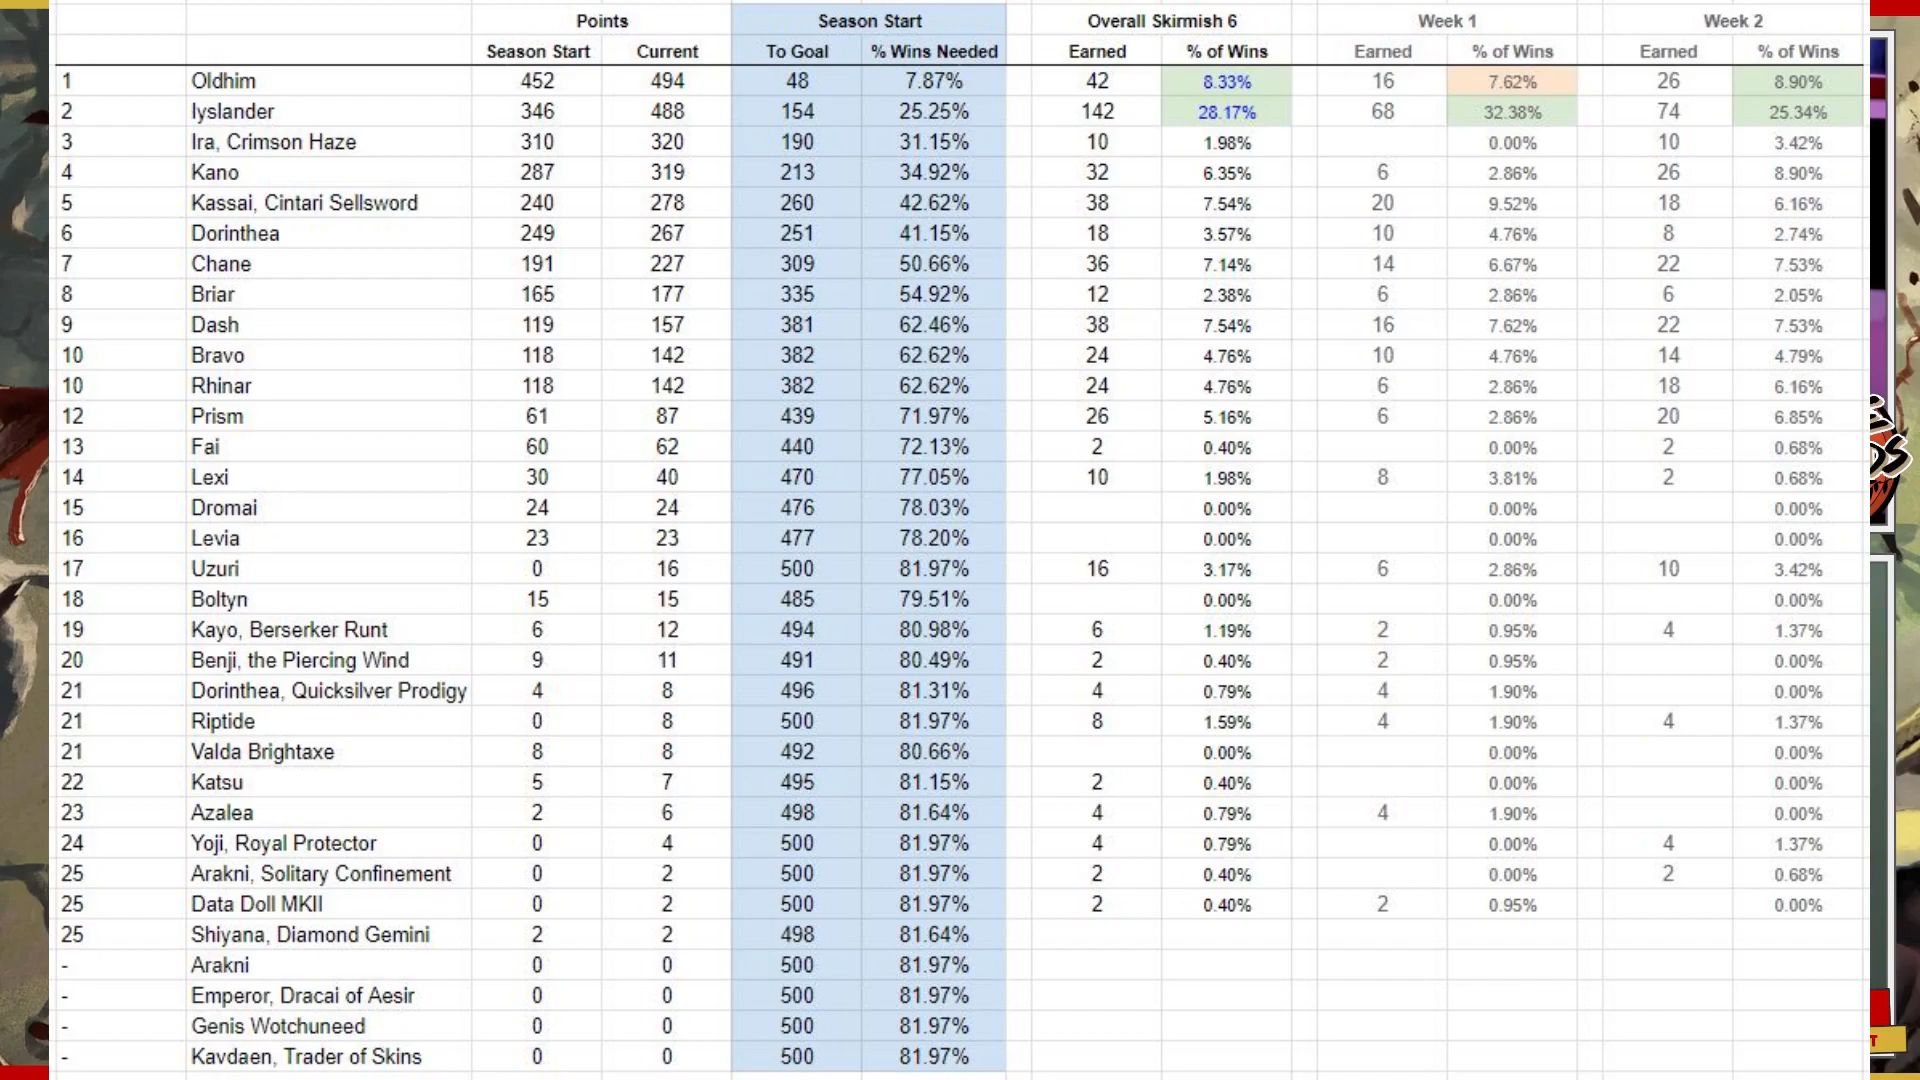 Points Season Start Overall Skirmish 6 Week 1 Week 2
Season Start Current To Goal % Wins Needed Earned % of Wins Earned % of Wins Earned % of Wins
1 Oldhim 452 494 48 7.87% 42 8.33% 16 7.62% 26 8.90%
2 Iyslander 346 488 154 25.25% 142 28.17% 68 32.38% 74 25.34%
3 Ira, Crimson Haze 310 320 190 31.15% 10 1.98% 0.00% 10 3.42%
4 Kano 287 319 213 34.92% 32 6.35% 6 2.86% 26 8.90%
5 Kassai, Cintari Sellsword 240 278 260 42.62% 38 7.54% 20 9.52% 18 6.16%
6 Dorinthea 249 267 251 41.15% 18 3.57% 10 4.76% 8 2.74%
7 Chane 191 227 309 50.66% 36 7.14% 14 6.67% 22 7.53%
8 Briar 165 177 335 54.92% 12 2.38% 6 2.86% 6 2.05%
9 Dash 119 157 381 62.46% 38 7.54% 16 7.62% 22 7.53%
10 Bravo 118 142 382 62.62% 24 4.76% 10 4.76% 14 4.79%
10 Rhinar 118 142 382 62.62% 24 4.76% 6 2.86% 18 6.16%
12 Prism 61 87 439 71.97% 26 5.16% 6 2.86% 20 6.85%
13 Fai 60 62 440 72.13% 2 0.40% 0.00% 2 0.68%
14 Lexi 30 40 470 77.05% 10 1.98% 8 3.81% 2 0.68%
15 Dromai 24 24 476 78.03% 0.00% 0.00% 0.00%
16 Levia 23 23 477 78.20% 0.00% 0.00% 0.00%
17 Uzuri 0 16 500 81.97% 16 3.17% 6 2.86% 10 3.42%
18 Boltyn 15 15 485 79.51% 0.00% 0.00% 0.00%
19 Kayo, Berserker Runt 6 12 494 80.98% 6 1.19% 2 0.95% 4 1.37%
20 Benji, the Piercing Wind 9 11 491 80.49% 2 0.40% 2 0.95% 0.00%
21 Dorinthea, Quicksilver Prodigy 4 8 496 81.31% 4 0.79% 4 1.90% 0.00%
21 Riptide 0 8 500 81.97% 8 1.59% 4 1.90% 4 1.37%
21 Valda Brightaxe 8 8 492 80.66% 0.00% 0.00% 0.00%
22 Katsu 5 7 495 81.15% 2 0.40% 0.00% 0.00%
23 Azalea 2 6 498 81.64% 4 0.79% 4 1.90% 0.00%
24 Yoji, Royal Protector 0 4 500 81.97% 4 0.79% 0.00% 4 1.37%
25 Arakni, Solitary Confinement 0 2 500 81.97% 2 0.40% 0.00% 2 0.68%
25 Data Doll MKII 0 2 500 81.97% 2 0.40% 2 0.95% 0.00%
25 Shiyana, Diamond Gemini 2 2 498 81.64%
- Arakni 0 0 500 81.97%
- Emperor, Dracai of Aesir 0 0 500 81.97%
- Genis Wotchuneed 0 0 500 81.97%
- Kavdaen, Trader of Skins 0 0 500 81.97%